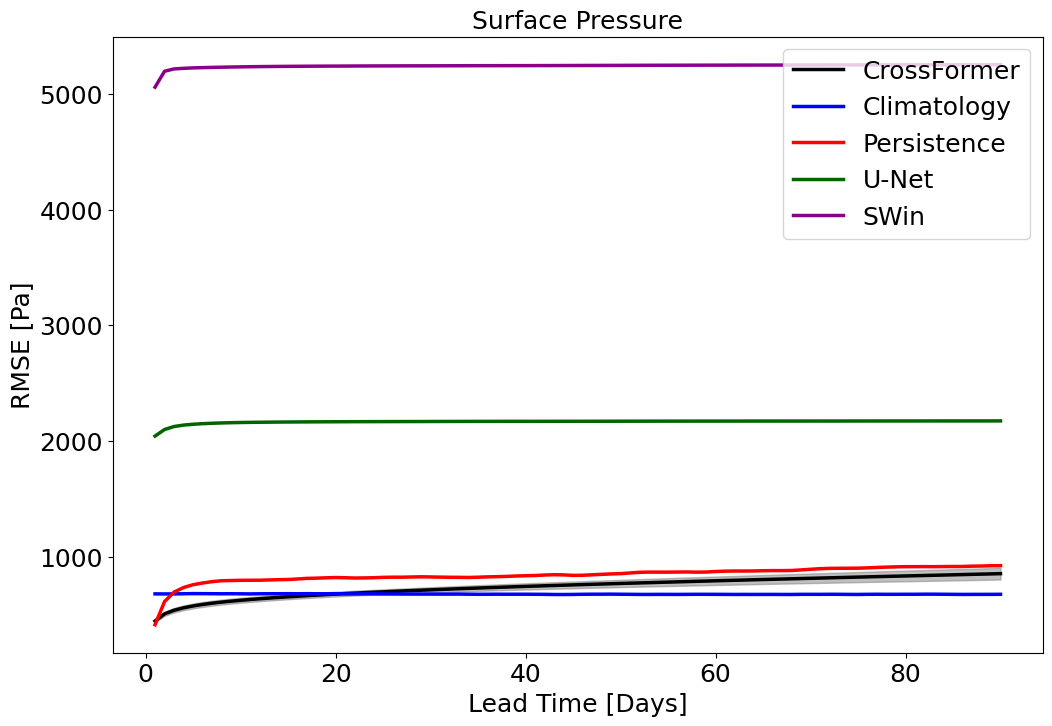 Surface Pressure
CrossFormer
Climatology
Persistence
U-Net
SWin
RMSE [Pa]
5000
4000
3000
2000
1000
0
20
40
60
80
Lead Time [Days]